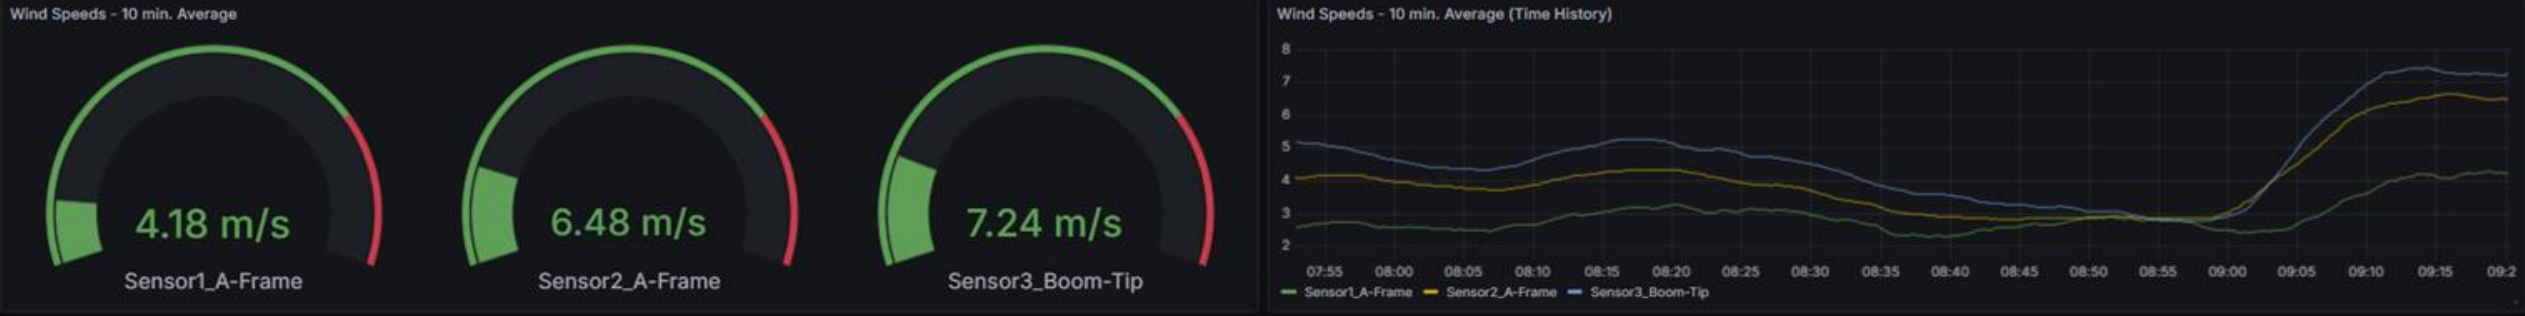 Wind Speeds - 10 min. Average
4.18 m/s
Sensor1_A-Frame
6.48 m/s
Sensor2_A-Frame
7.24 m/s
Sensor3_Boom-Tip
Wind Speeds - 10 min. Average (Time History)
8
7
6
5
4
3
2
07:55 08:00 08:05 08:10 08:15 08:20 08:25 08:30 08:35 08:40 08:45 08:50 08:55 09:00 09:05 09:10 09:15 09:2
Sensor1_A-Frame Sensor2_A-Frame Sensor3_Boom-Tip